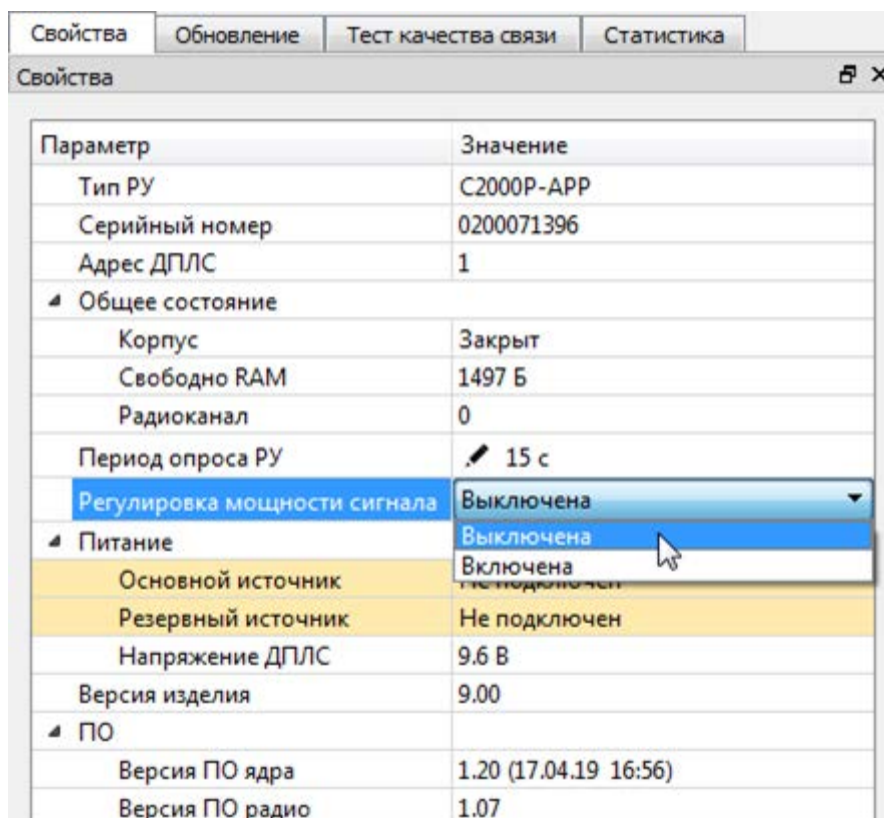 Свойства Обновление Тест качества связи Статистика
Свойства
Параметр Значение
Тип РУ С2000Р-АРР
Серийный номер 0200071396
Адрес ДПЛС 1
Общее состояние
Корпус Закрыт
Свободно RAM 1497 Б
Радиоканал 0
Период опроса РУ 15 с
Регулировка мощности сигнала Выключена
Выключена
Питание
Включена
Основной источник Не подключен
Резервный источник Не подключен
Напряжение ДПЛС 9.6 В
Версия изделия 9.00
ПО
Версия ПО ядра 1.20 (17.04.19 16:56)
Версия ПО радио 1.07